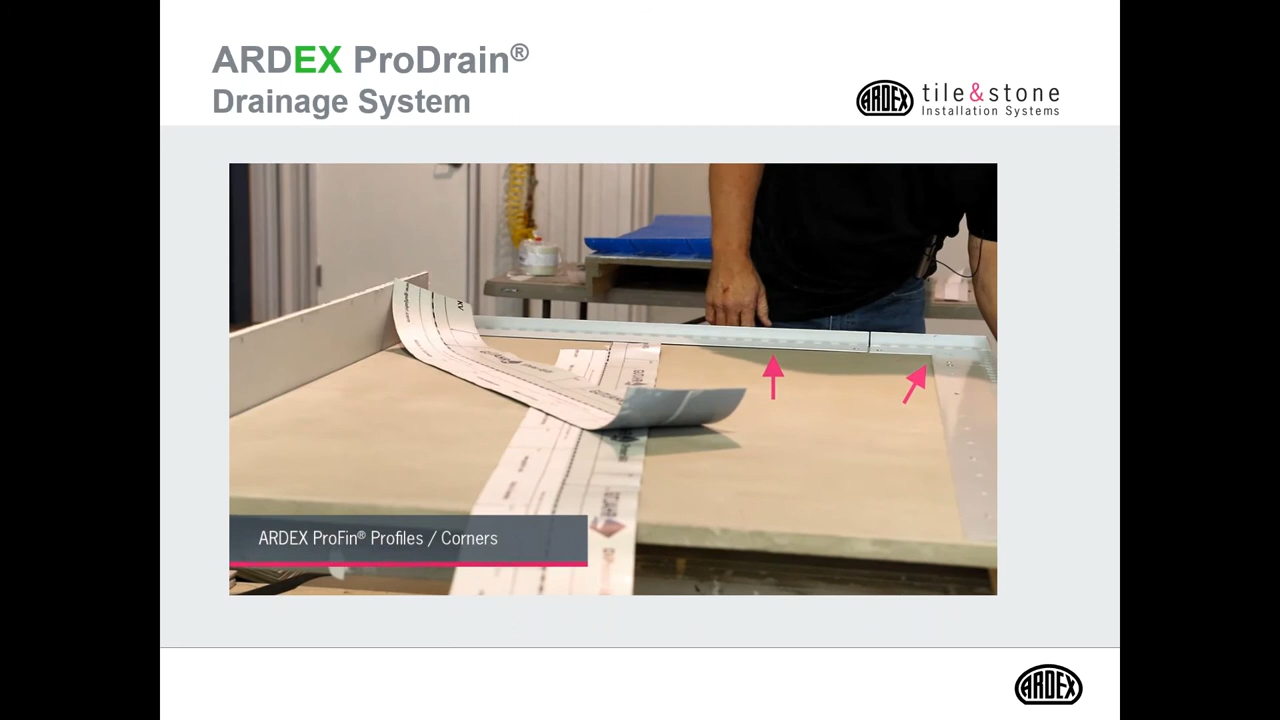 ARDEX ProDrain®
Drainage System
ARDEX
tile&stone
Installation Systems
ARDEX ProFin® Profiles / Corners
ARDEX